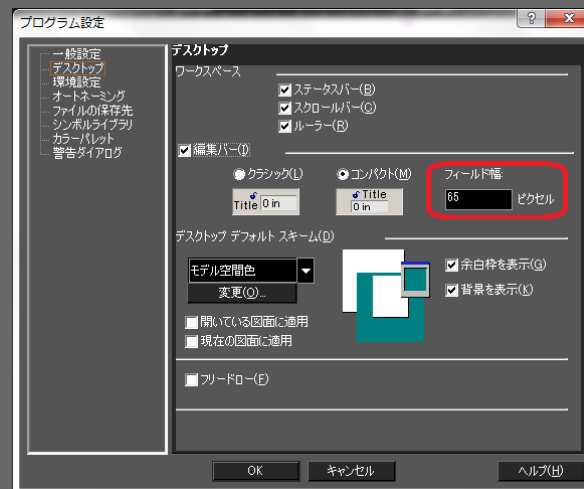 プログラム設定
一般設定
デスクトップ
環境設定
オートネーミング
ファイルの保存先
シンボルライブラリ
カラーパレット
警告ダイアログ
デスクトップ
ワークスペース
ステータスバー(B)
スクロールバー(C)
ルーラー(R)
編集バー(I)
クラシック(L)
コンパクト(M)
フィールド幅:
Title 0 in
Title
0 in
65 ピクセル
デスクトップ デフォルト スキーム(D)
モデル空間色
変更(O)...
余白枠を表示(G)
背景を表示(K)
開いている図面に適用
現在の図面に適用
フリードロー(F)
OK
キャンセル
ヘルプ(H)